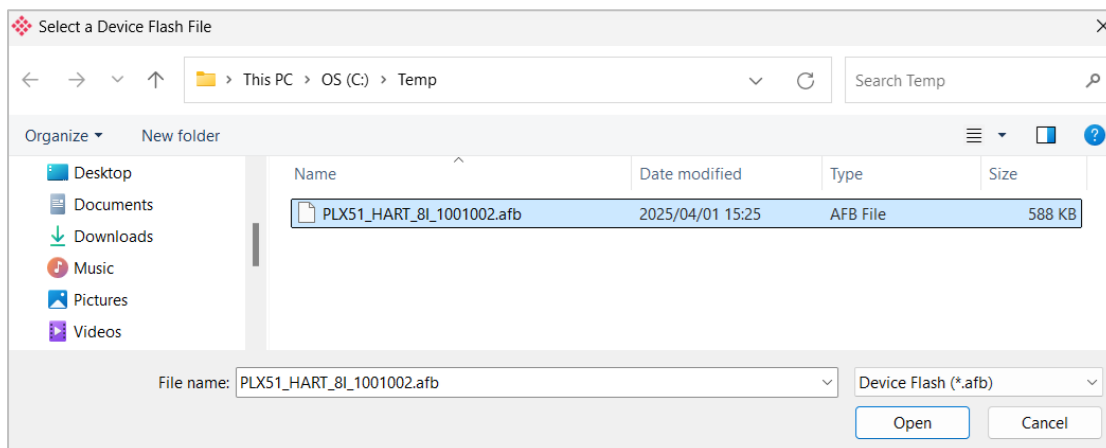 Select a Device Flash File
This PC > OS (C:) > Temp
Search Temp
Organize
New folder
Desktop
Documents
Downloads
Music
Pictures
Videos
Name Date modified Type Size
PLX51_HART_8I_1001002.afb 2025/04/01 15:25 AFB File 588 KB
File name: PLX51_HART_8I_1001002.afb
Device Flash (*.afb)
Open Cancel